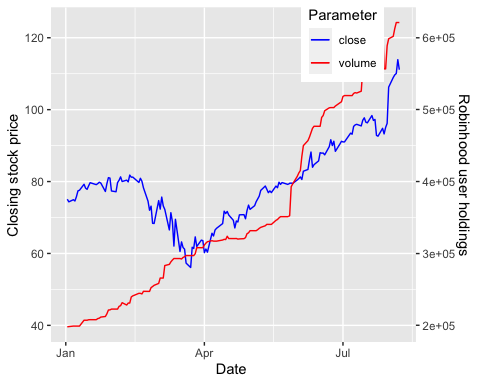 Parameter
close
volume
120
100
80
60
40
6e+05
5e+05
4e+05
3e+05
2e+05
Closing stock price
Robinhood user holdings
Jan
Apr
Jul
Date